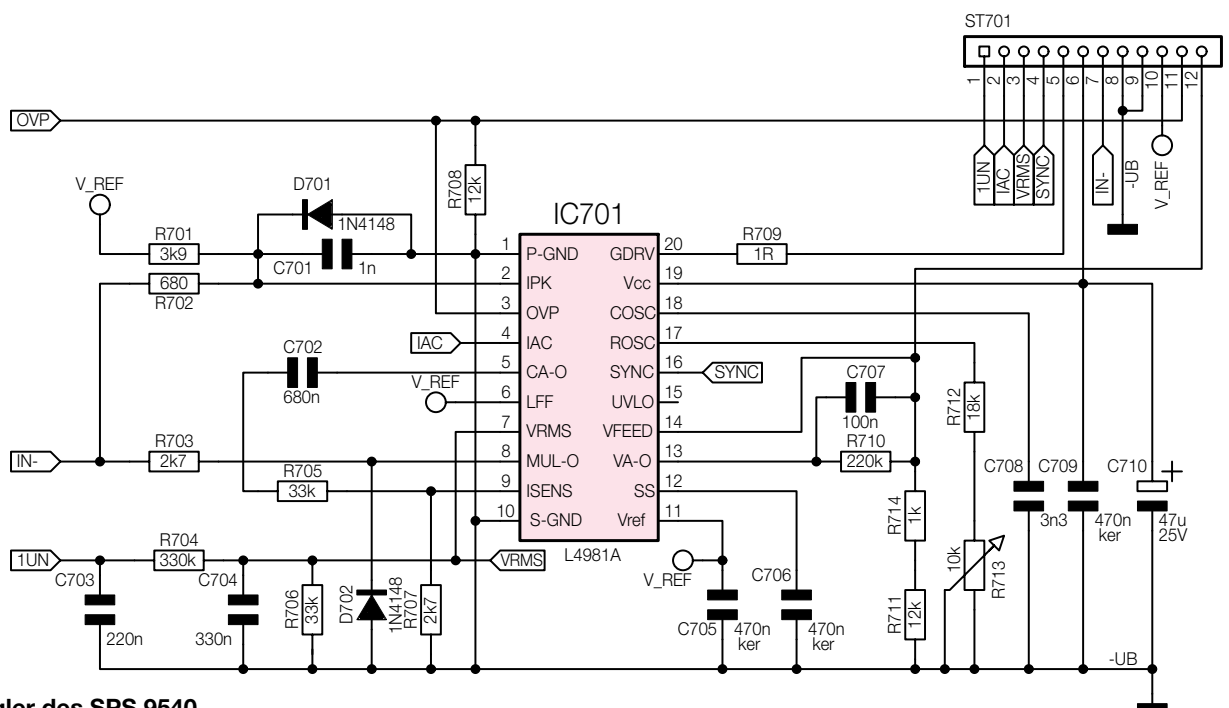 ST701
1 2 3 4 5 6 7 8 9 10 11 12
OVP
1UN
IAC
VRMS
SYNC
IN-
-UB
V_REF
V_REF
D701
1N4148
R708
12k
IC701
R701
3k9
C701
1n
680
R702
R709
1R
1 P-GND GDRV 20
2 IPK Vcc 19
3 OVP COSC 18
4 IAC ROSC 17
5 CA-O SYNC 16
6 LFF UVLO 15
7 VRMS VFEED 14
8 MUL-O VA-O 13
9 ISENS SS 12
10 S-GND Vref 11
L4981A
IAC
SYNC
C702
680n
V_REF
C707
100n
R710
220k
R712
18k
IN-
R703
2k7
R705
33k
R714
1k
C708
3n3
C709
470n
ker
C710
+
47u
25V
1UN
R704
330k
VRMS
C703
220n
C704
330n
R706
33k
D702
1N4148
R707
2k7
V_REF
C705
470n
ker
C706
470n
ker
R711
12k
10k
R713
-UB
gler des SPS 9540